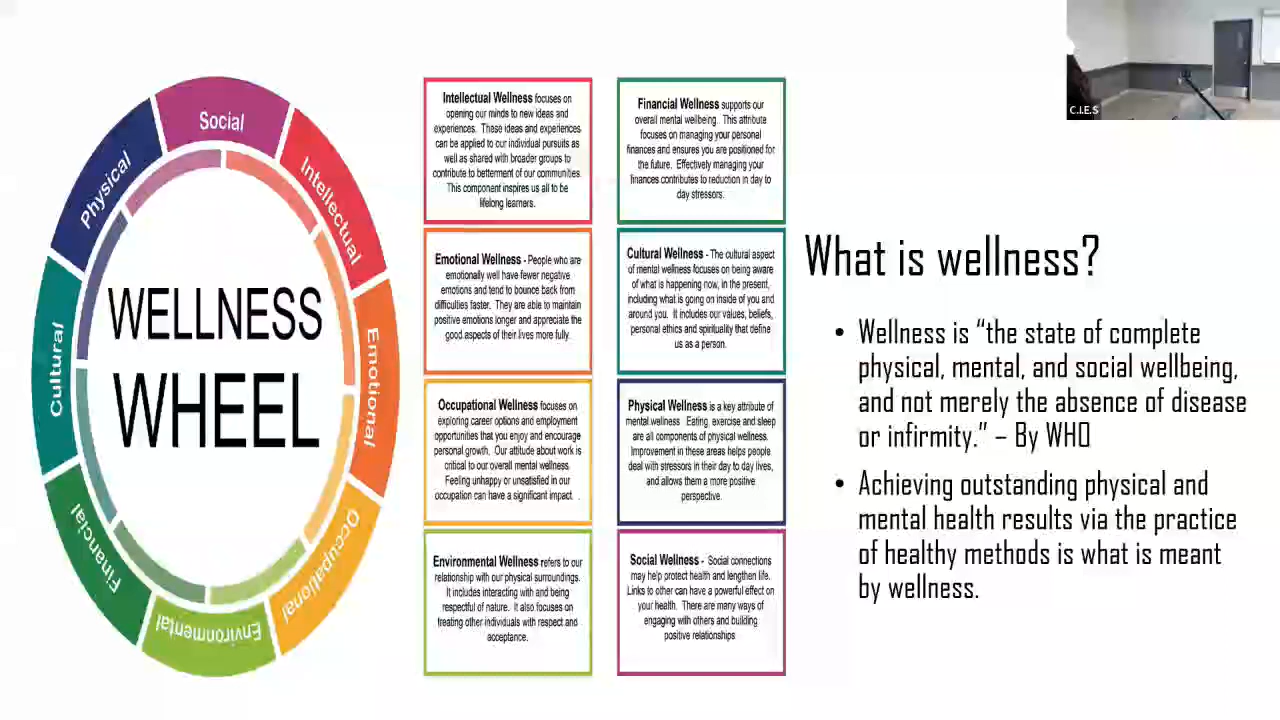 Social
Intellectual
Emotional
Occupational
Environmental
Financial
Cultural
Physical
WELLNESS
WHEEL
Intellectual Wellness focuses on
opening our minds to new ideas and
experiences. These ideas and experiences
can be applied to our individual pursuits as
well as shared with broader groups to
contribute to betterment of our communities.
This component inspires us all to be
lifelong learners.
Emotional Wellness - People who are
emotionally well have fewer negative
emotions and tend to bounce back from
difficulties faster. They are able to maintain
positive emotions longer and appreciate the
good aspects of their lives more fully.
Occupational Wellness focuses on
exploring career options and employment
opportunities that you enjoy and encourage
personal growth. Our attitude about work is
critical to our overall mental wellness.
Feeling unhappy or unsatisfied in our
occupation can have a significant impact. .
Environmental Wellness refers to our
relationship with our physical surroundings.
It includes interacting with and being
respectful of nature. It also focuses on
treating other individuals with respect and
acceptance.
Financial Wellness supports our
overall mental wellbeing. This attribute
focuses on managing your personal
finances and ensures you are positioned for
the future. Effectively managing your
finances contributes to reduction in day to
day stressors.
Cultural Wellness - The cultural aspect
of mental wellness focuses on being aware
of what is happening now, in the present,
including what is going on inside of you and
around you. It includes our values, beliefs,
personal ethics and spirituality that define
us as a person.
Physical Wellness is a key attribute of
mental wellness Eating, exercise and sleep
are all components of physical wellness.
Improvement in these areas helps people
deal with stressors in their day to day lives,
and allows them a more positive
perspective.
Social Wellness - Social connections
may help protect health and lengthen life.
Links to other can have a powerful effect on
your health. There are many ways of
engaging with others and building
positive relationships
What is wellness?
• Wellness is “the state of complete
physical, mental, and social wellbeing,
and not merely the absence of disease
or infirmity.” – By WHO
• Achieving outstanding physical and
mental health results via the practice
of healthy methods is what is meant
by wellness.
C.I.E.S